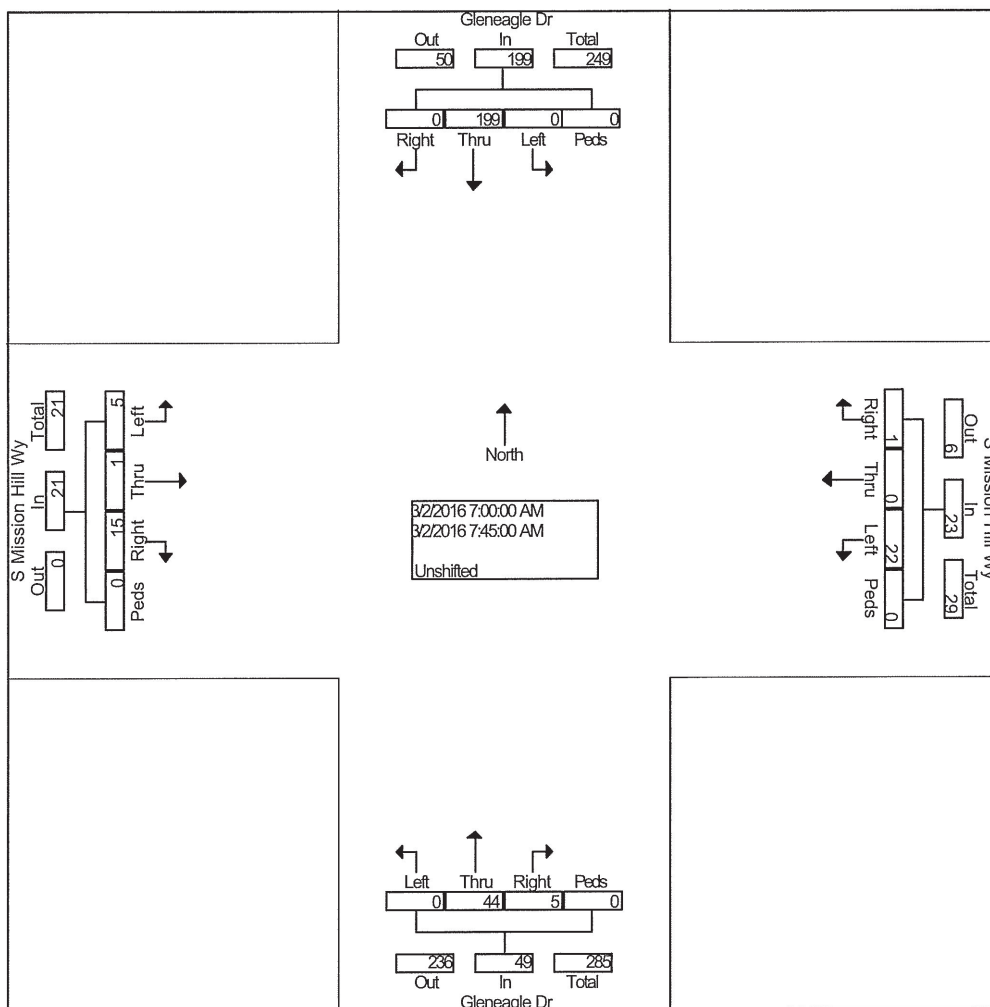 Gleneagle Dr
Out In Total
50 199 249
0 199 0 0
Right Thru Left Peds
S Mission Hill Wy
Out In Total
0 21 21
Peds Right Thru Left
0 15 1 5
North
3/2/2016 7:00:00 AM
3/2/2016 7:45:00 AM
Unshifted
Right Thru Left Peds
1 0 22 0
Out In Total
6 23 29
S Mission Hill Wy
Left Thru Right Peds
0 44 5 0
236 49 285
Out In Total
Gleneagle Dr